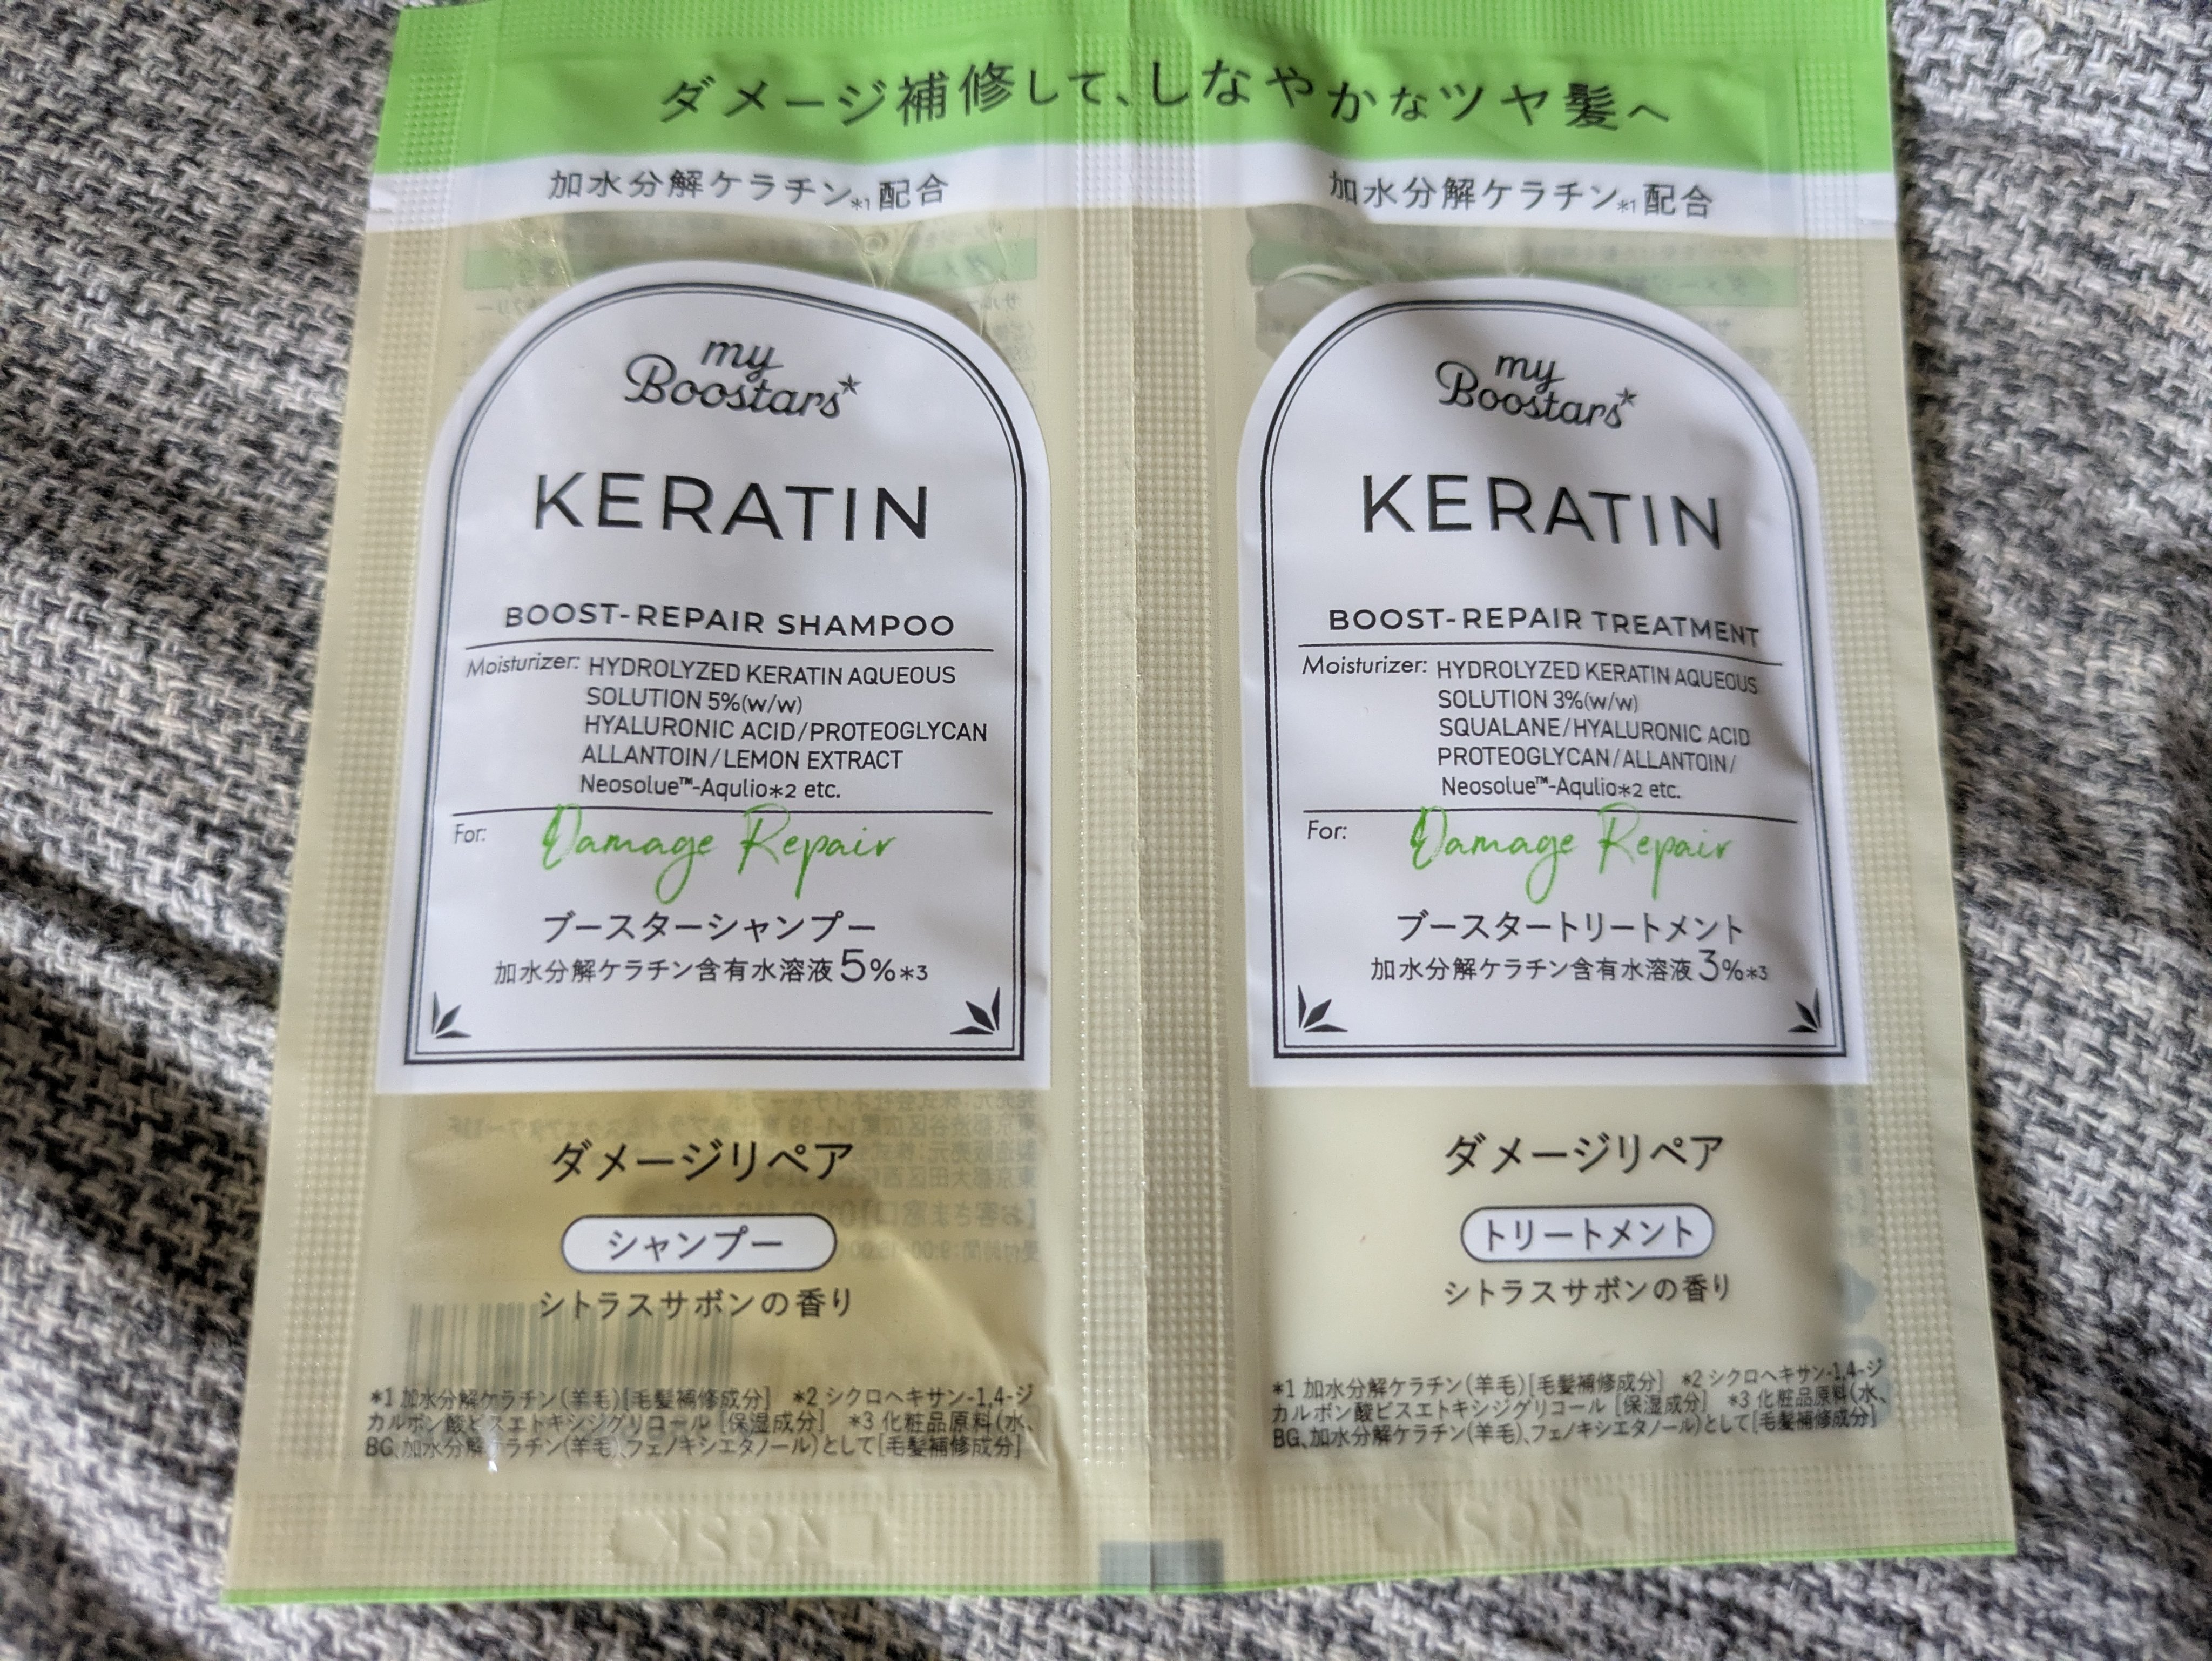 ダメージ補修して、しなやかなツヤ髪へ
加水分解ケラチン*1配合
my
Boostars*
KERATIN
BOOST-REPAIR SHAMPOO
Moisturizer: HYDROLYZED KERATIN AQUEOUS
SOLUTION 5%(w/w)
HYALURONIC ACID/PROTEOGLYCAN
ALLANTOIN/LEMON EXTRACT
Neosolue™-Aqulio*2 etc.
For: Damage Repair
ブースターシャンプー
加水分解ケラチン含有水溶液5%*3
ダメージリペア
シャンプー
シトラスサボンの香り
*1 加水分解ケラチン(羊毛)[毛髪補修成分] *2 シクロヘキサン-1,4-ジ
カルボン酸ビスエトキシジグリコール [保湿成分] *3 化粧品原料(水、
BG、加水分解ケラチン(羊毛)、フェノキシエタノール)として[毛髪補修成分]
加水分解ケラチン*1配合
my
Boostars*
KERATIN
BOOST-REPAIR TREATMENT
Moisturizer: HYDROLYZED KERATIN AQUEOUS
SOLUTION 3%(w/w)
SQUALANE/HYALURONIC ACID
PROTEOGLYCAN/ALLANTOIN/
Neosolue™-Aqulio*2 etc.
For: Damage Repair
ブースタートリートメント
加水分解ケラチン含有水溶液3%*3
ダメージリペア
トリートメント
シトラスサボンの香り
*1 加水分解ケラチン(羊毛)[毛髪補修成分] *2 シクロヘキサン-1,4-ジ
カルボン酸ビスエトキシジグリコール [保湿成分] *3 化粧品原料(水、
BG、加水分解ケラチン(羊毛)、フェノキシエタノール)として[毛髪補修成分]